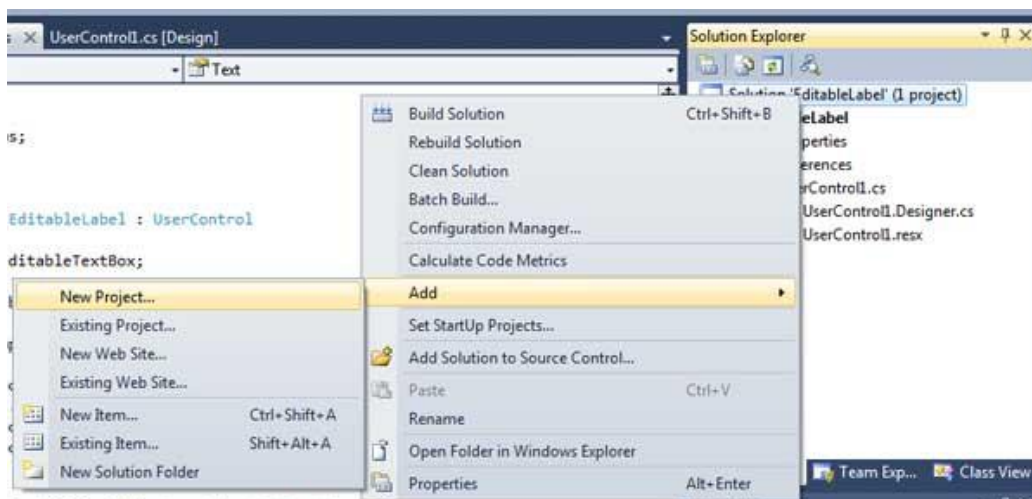 UserControl1.cs [Design]
Solution Explorer
Text
Solution 'EditableLabel' (1 project)
Build Solution Ctrl+Shift+B
eLabel
Rebuild Solution
perties
Clean Solution
erences
Batch Build...
rControl1.cs
EditableLabel : UserControl
Configuration Manager...
UserControl1.Designer.cs
UserControl1.resx
ditableTextBox;
Calculate Code Metrics
Add
New Project...
Existing Project...
New Web Site...
Existing Web Site...
New Item... Ctrl+Shift+A
Existing Item... Shift+Alt+A
New Solution Folder
Set StartUp Projects...
Add Solution to Source Control...
Paste Ctrl+V
Rename
Open Folder in Windows Explorer
Properties Alt+Enter
Team Exp... Class View